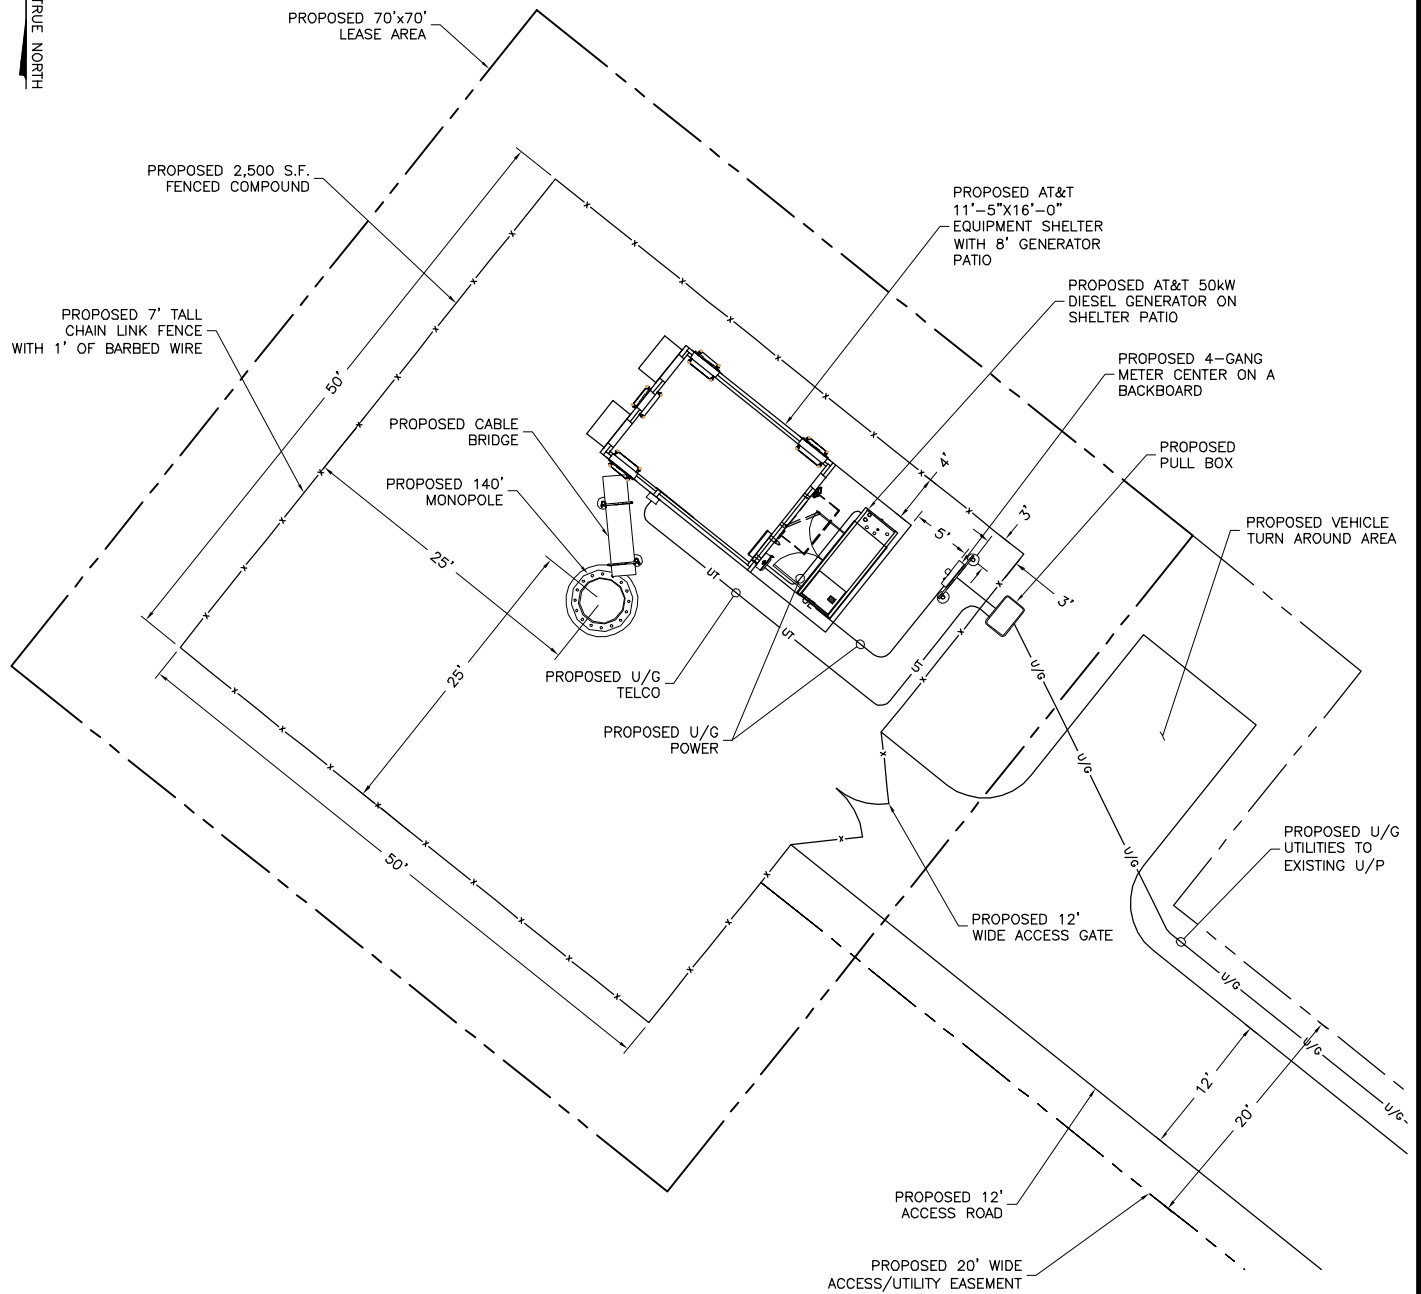 TRUE NORTH
PROPOSED 70'x70'
LEASE AREA
PROPOSED 2,500 S.F.
FENCED COMPOUND
PROPOSED AT&T
11'-5"X16'-0"
EQUIPMENT SHELTER
WITH 8' GENERATOR
PATIO
PROPOSED AT&T 50kW
DIESEL GENERATOR ON
SHELTER PATIO
PROPOSED 7' TALL
CHAIN LINK FENCE
WITH 1' OF BARBED WIRE
PROPOSED 4-GANG
METER CENTER ON A
BACKBOARD
50'
PROPOSED CABLE
BRIDGE
PROPOSED
PULL BOX
4'
PROPOSED 140'
MONOPOLE
3'
PROPOSED VEHICLE
TURN AROUND AREA
5'
25'
UT
3'
UT
UT
U/G
25'
PROPOSED U/G
TELCO
PROPOSED U/G
POWER
U/G
50'
U/G
PROPOSED U/G
UTILITIES TO
EXISTING U/P
PROPOSED 12'
WIDE ACCESS GATE
U/G
U/G
12'
20'
U/G
PROPOSED 12'
ACCESS ROAD
PROPOSED 20' WIDE
ACCESS/UTILITY EASEMENT